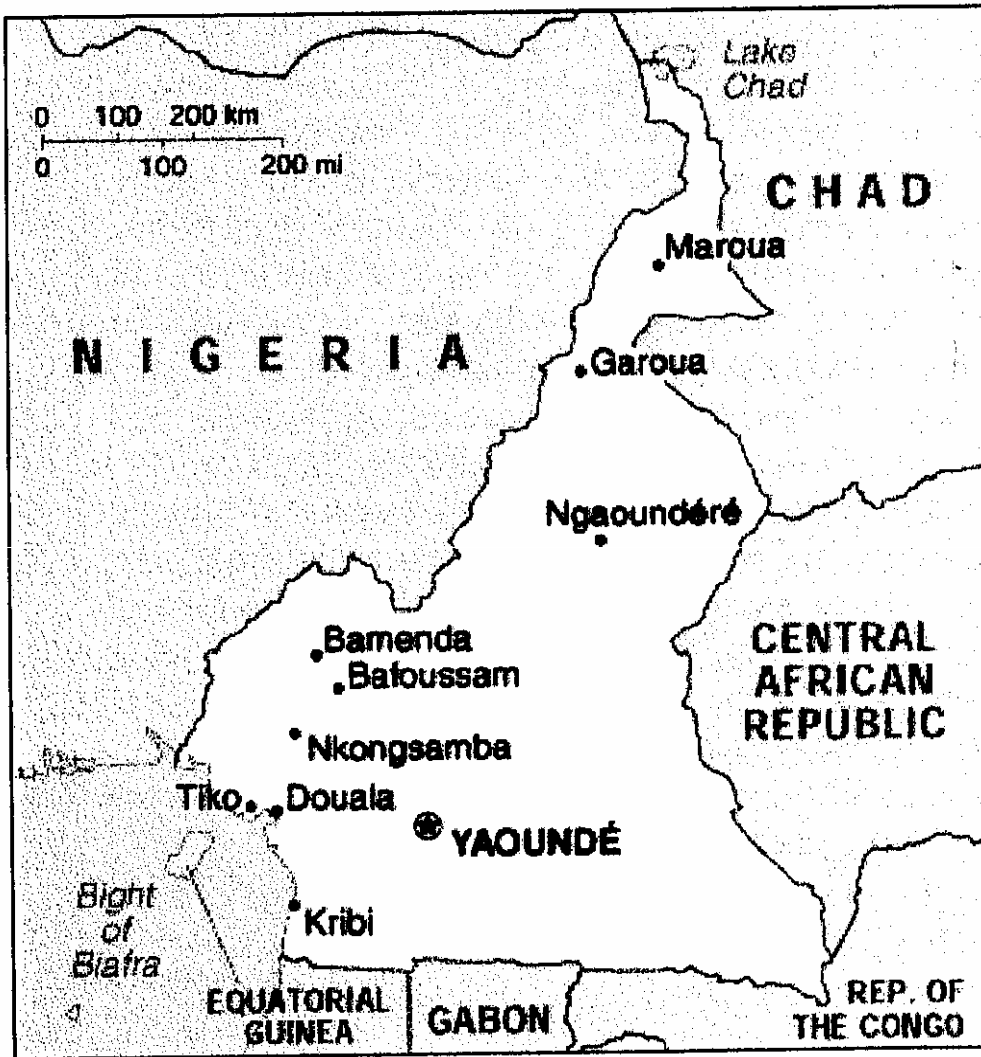 Lake
Chad
0 100 200 km
0 100 200 mi
CHAD
Maroua
NIGERIA
Garoua
Ngaoundéré
Bamenda
Bafoussam
CENTRAL
AFRICAN
REPUBLIC
Nkongsamba
Tiko
Douala
YAOUNDÉ
Bight
of
Biafra
Kribi
EQUATORIAL
GUINEA
GABON
REP. OF
THE CONGO